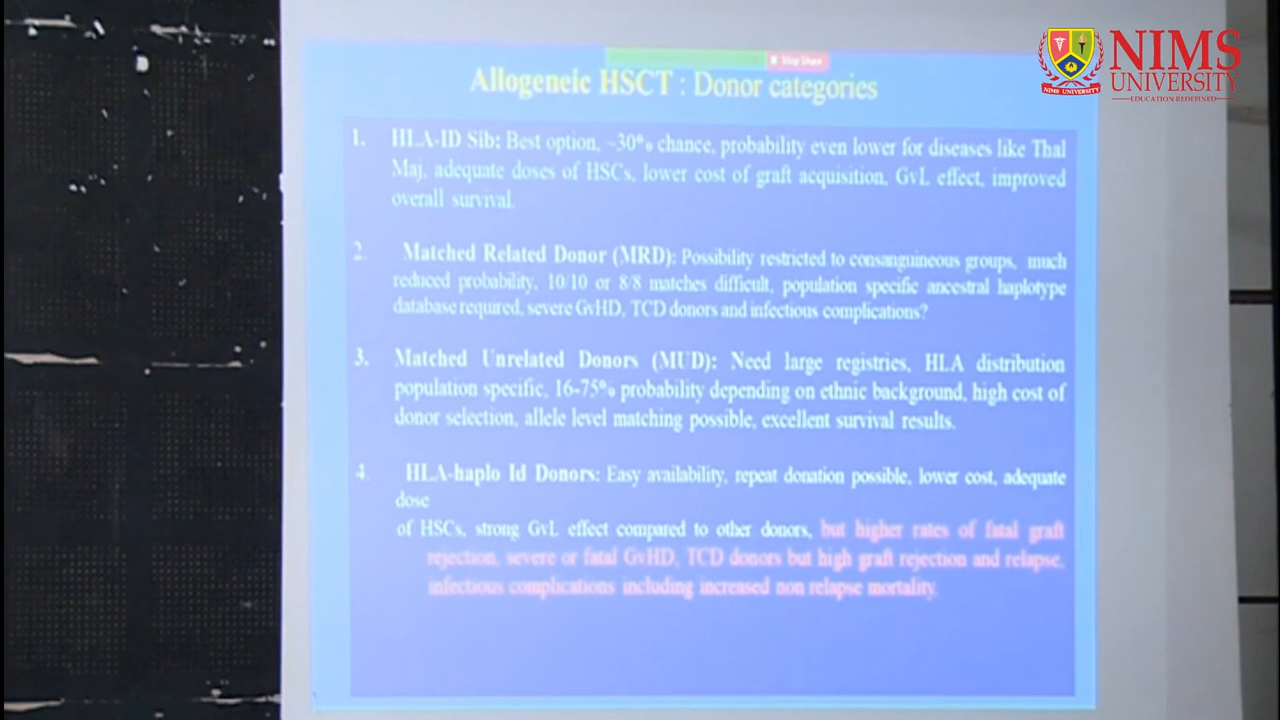 NIMS
UNIVERSITY
EDUCATION REDEFINED
NIMS UNIVERSITY
Stop Share
Allogeneic HSCT : Donor categories
1. HLA-ID Sib: Best option, ~30% chance, probability even lower for diseases like Thal
Maj, adequate doses of HSCs, lower cost of graft acquisition, GvL effect, improved
overall survival.
2. Matched Related Donor (MRD): Possibility restricted to consanguineous groups, much
reduced probability, 10/10 or 8/8 matches difficult, population specific ancestral haplotype
database required, severe GvHD, TCD donors and infectious complications?
3. Matched Unrelated Donors (MUD): Need large registries, HLA distribution
population specific, 16-75% probability depending on ethnic background, high cost of
donor selection, allele level matching possible, excellent survival results.
4. HLA-haplo Id Donors: Easy availability, repeat donation possible, lower cost, adequate
dose
of HSCs, strong GvL effect compared to other donors, but higher rates of fatal graft
rejection, severe or fatal GvHD, TCD donors but high graft rejection and relapse,
infectious complications including increased non relapse mortality.